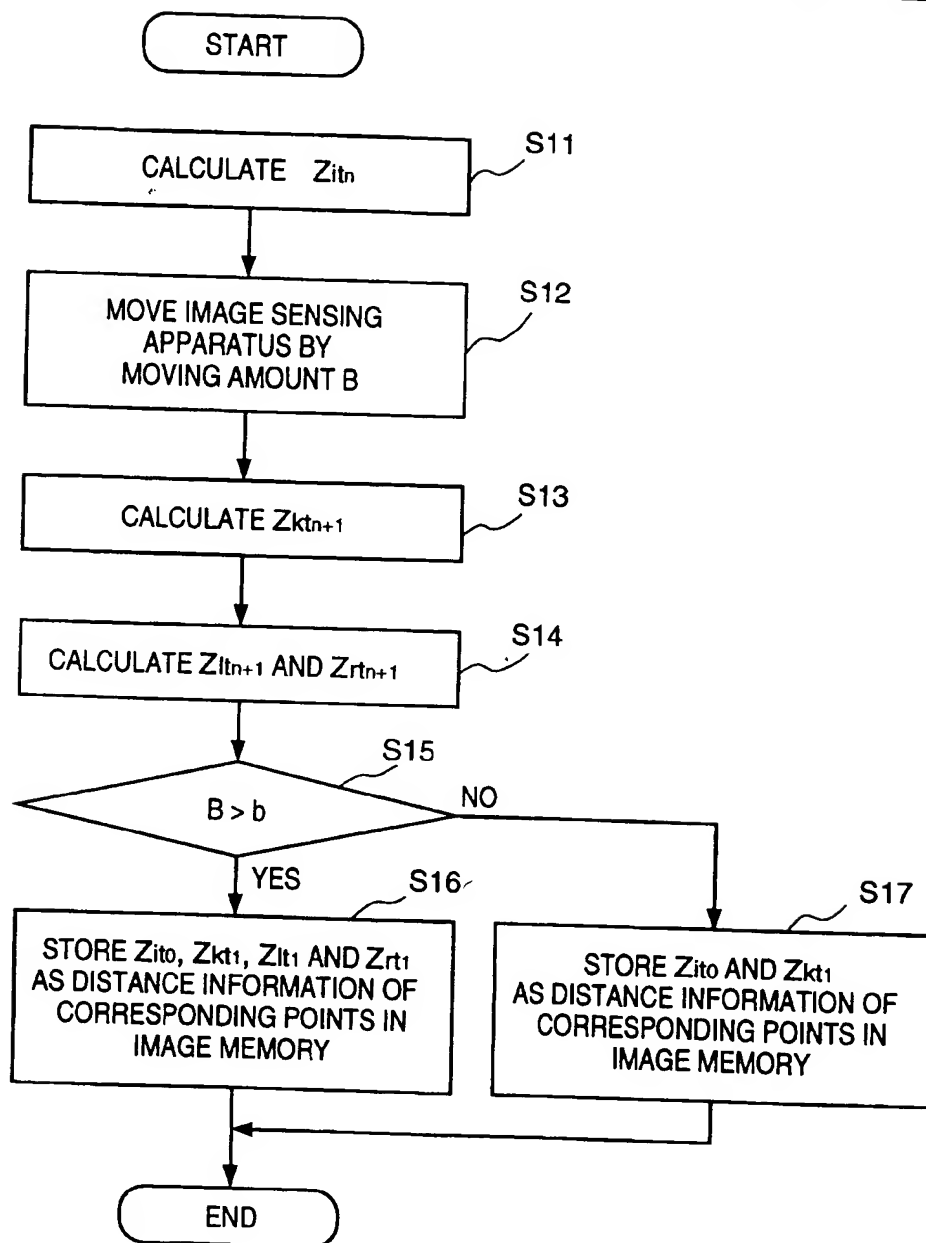 START
S11
CALCULATE Zitn
S12
MOVE IMAGE SENSING
APPARATUS BY
MOVING AMOUNT B
S13
CALCULATE Zktn+1
S14
CALCULATE Zltn+1 AND Zrtn+1
S15
B > b
NO
YES
S16
STORE Zit0, Zkt1, Zlt1 AND Zrt1
AS DISTANCE INFORMATION OF
CORRESPONDING POINTS IN
IMAGE MEMORY
S17
STORE Zit0 AND Zkt1
AS DISTANCE INFORMATION OF
CORRESPONDING POINTS IN
IMAGE MEMORY
END